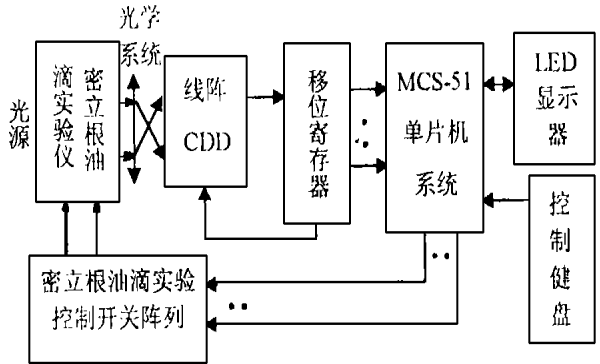 光学
系统
光源
密立根油
滴实验仪
线阵
CDD
移位寄存器
MCS-51
单片机
系统
LED
显示
器
控制健盘
密立根油滴实验
控制开关阵列